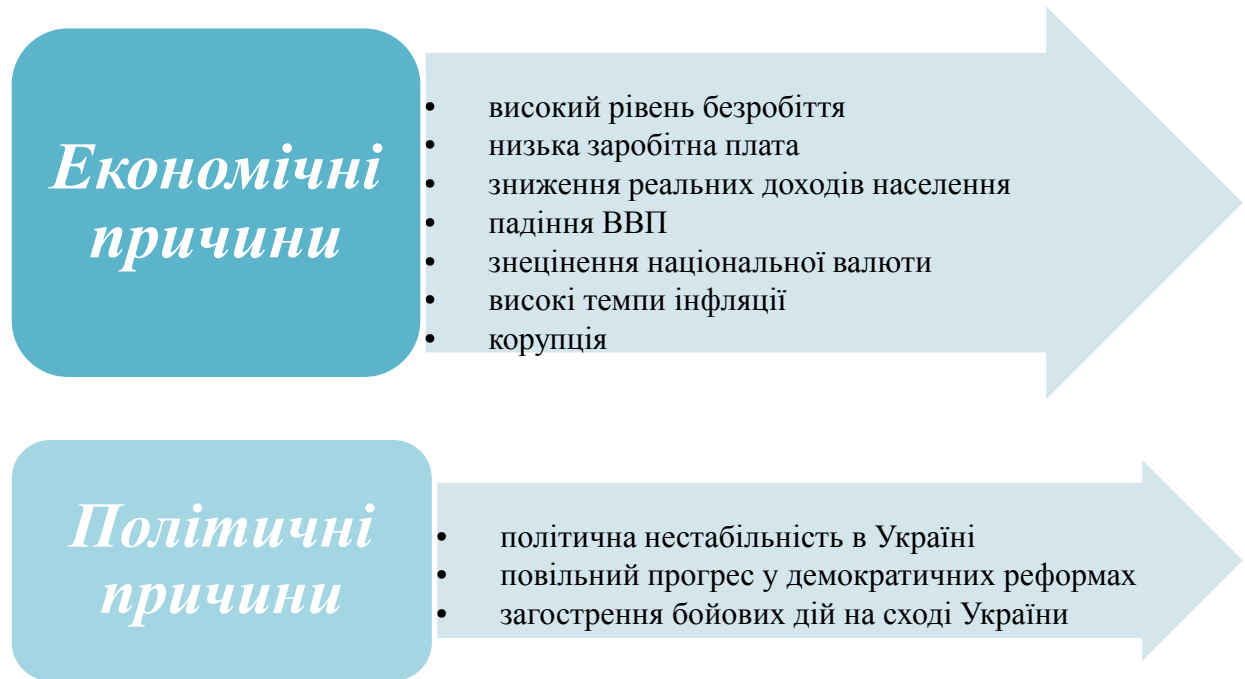 Економічні
причини
• високий рівень безробіття
• низька заробітна плата
• зниження реальних доходів населення
• падіння ВВП
• знецінення національної валюти
• високі темпи інфляції
• корупція
Політичні
причини
• політична нестабільність в Україні
• повільний прогрес у демократичних реформах
• загострення бойових дій на сході України